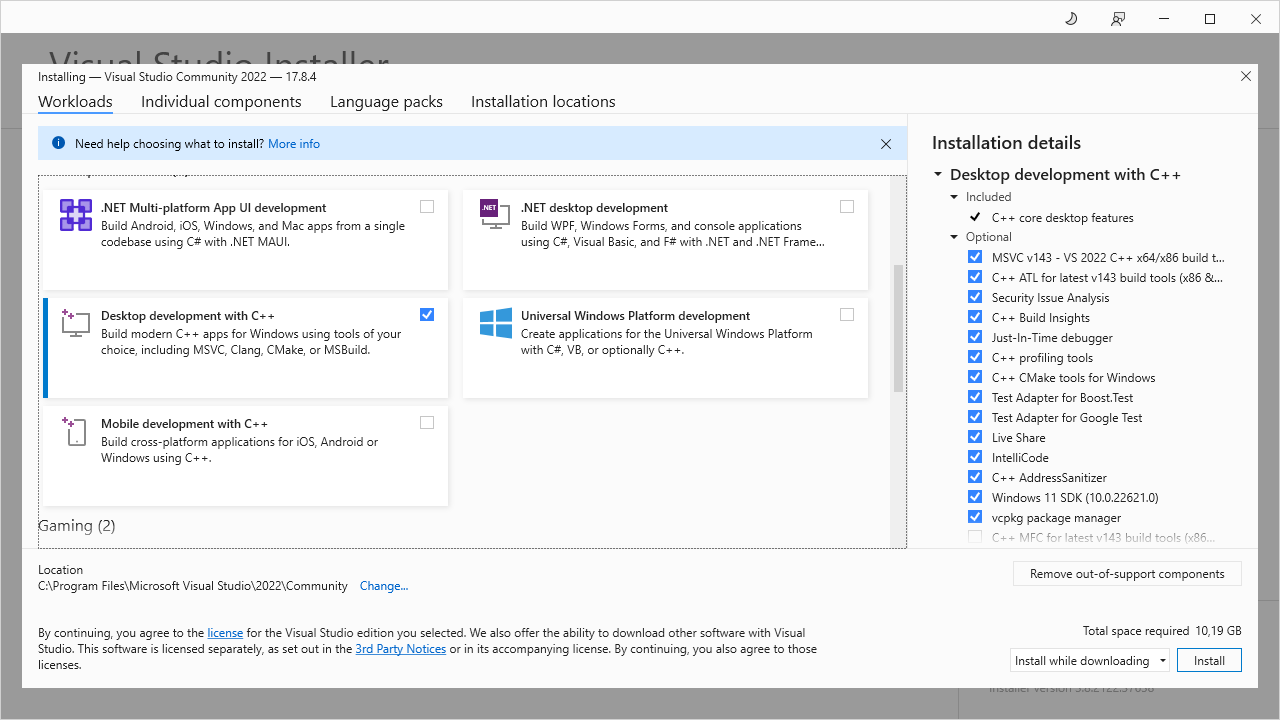 Visual Studio Installer
Installing — Visual Studio Community 2022 — 17.8.4
Workloads
Individual components
Language packs
Installation locations
Need help choosing what to install? More info
.NET Multi-platform App UI development
Build Android, iOS, Windows, and Mac apps from a single
codebase using C# with .NET MAUI.
.NET
.NET desktop development
Build WPF, Windows Forms, and console applications
using C#, Visual Basic, and F# with .NET and .NET Frame...
Desktop development with C++
Build modern C++ apps for Windows using tools of your
choice, including MSVC, Clang, CMake, or MSBuild.
Universal Windows Platform development
Create applications for the Universal Windows Platform
with C#, VB, or optionally C++.
Mobile development with C++
Build cross-platform applications for iOS, Android or
Windows using C++.
Gaming (2)
Installation details
Desktop development with C++
Included
C++ core desktop features
Optional
MSVC v143 - VS 2022 C++ x64/x86 build t...
C++ ATL for latest v143 build tools (x86 &...
Security Issue Analysis
C++ Build Insights
Just-In-Time debugger
C++ profiling tools
C++ CMake tools for Windows
Test Adapter for Boost.Test
Test Adapter for Google Test
Live Share
IntelliCode
C++ AddressSanitizer
Windows 11 SDK (10.0.22621.0)
vcpkg package manager
C++ MFC for latest v143 build tools (x86...
Location
C:\Program Files\Microsoft Visual Studio\2022\Community Change...
Remove out-of-support components
By continuing, you agree to the license for the Visual Studio edition you selected. We also offer the ability to download other software with Visual
Studio. This software is licensed separately, as set out in the 3rd Party Notices or in its accompanying license. By continuing, you also agree to those
licenses.
Total space required 10,19 GB
Install while downloading
Install